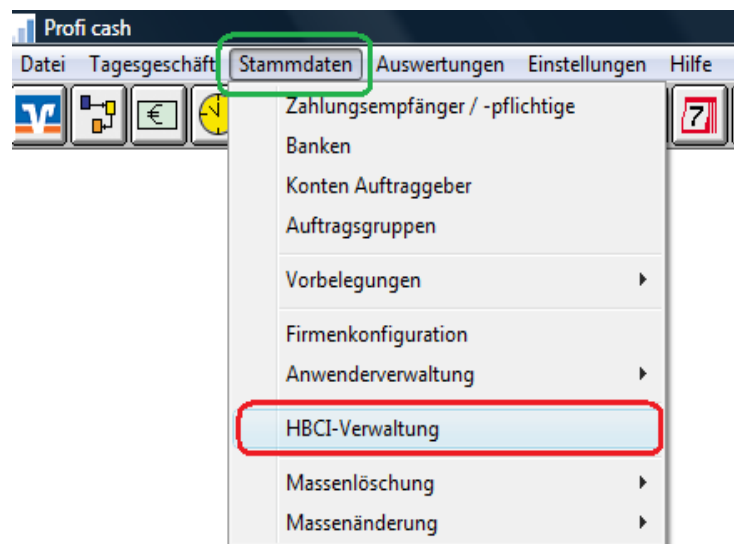 Profi cash
Datei Tagesgeschäft Stammdaten Auswertungen Einstellungen Hilfe
€ 7
Zahlungsempfänger / -pflichtige
Banken
Konten Auftraggeber
Auftragsgruppen
Vorbelegungen
Firmenkonfiguration
Anwenderverwaltung
HBCI-Verwaltung
Massenlöschung
Massenänderung